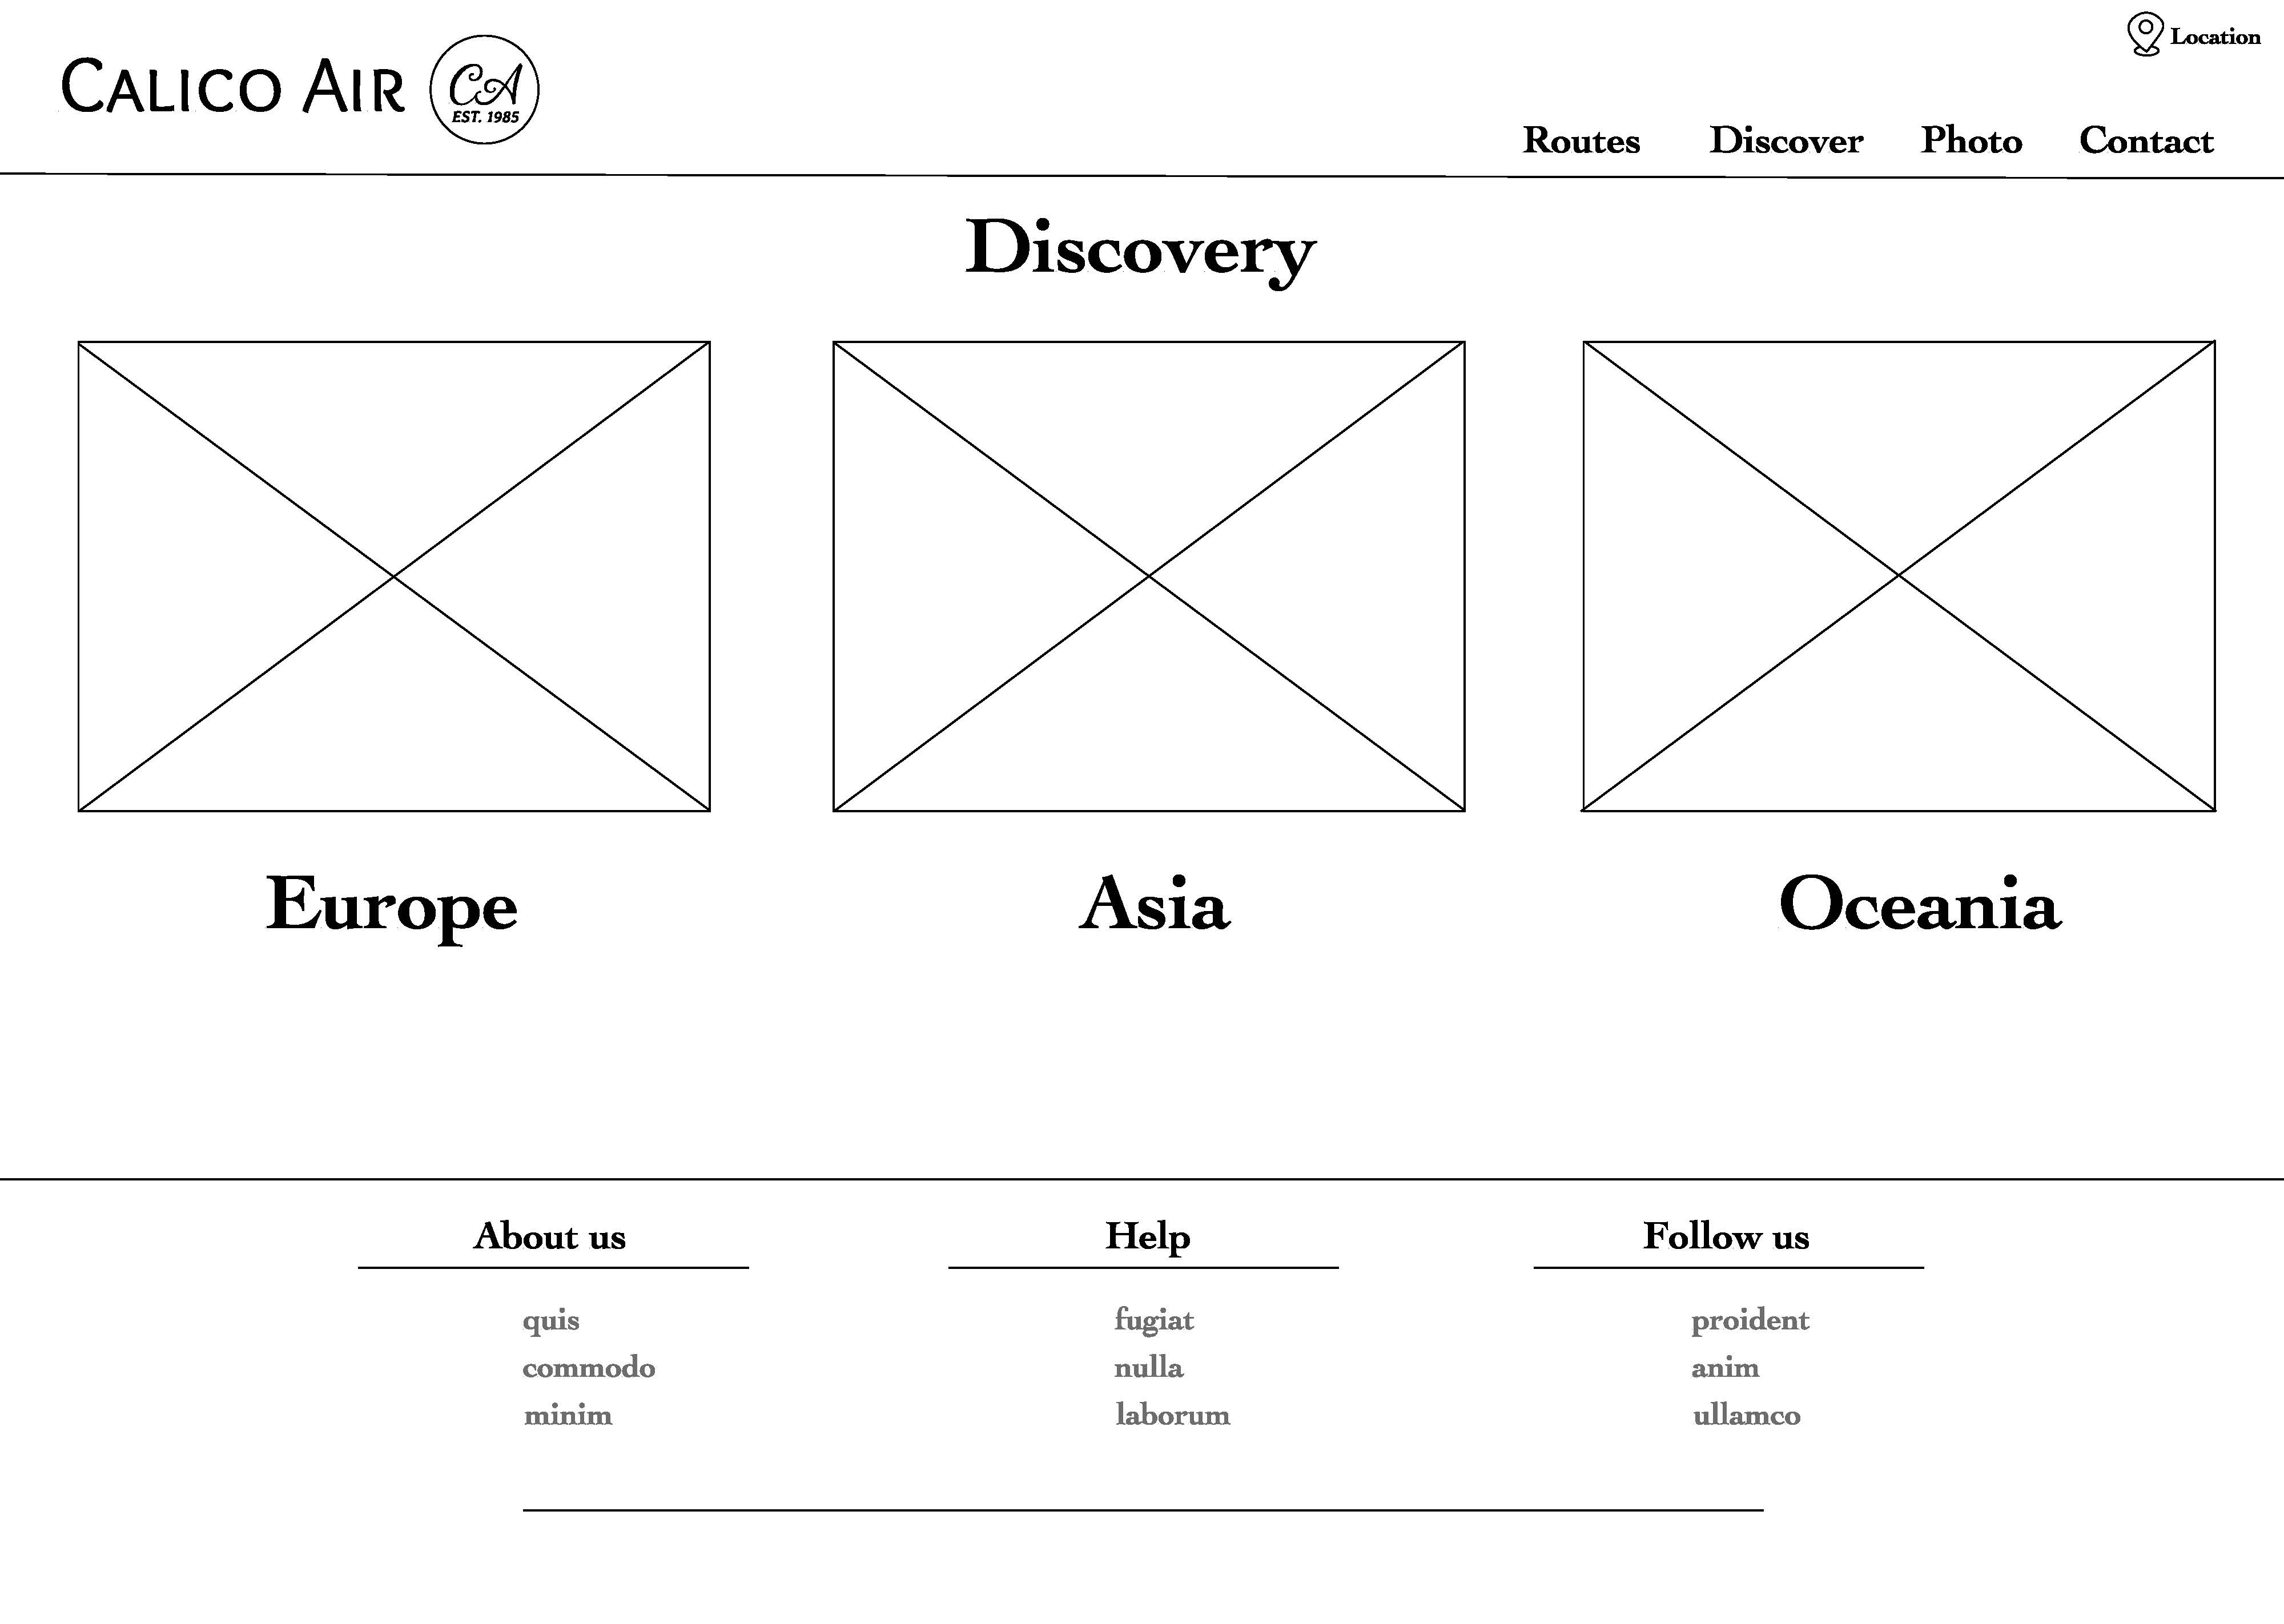 Location
CALICO AIR
CA
EST. 1985
Routes Discover Photo Contact
Discovery
Europe Asia Oceania
About us Help Follow us
quis fugiat proident
commodo nulla anim
minim laborum ullamco